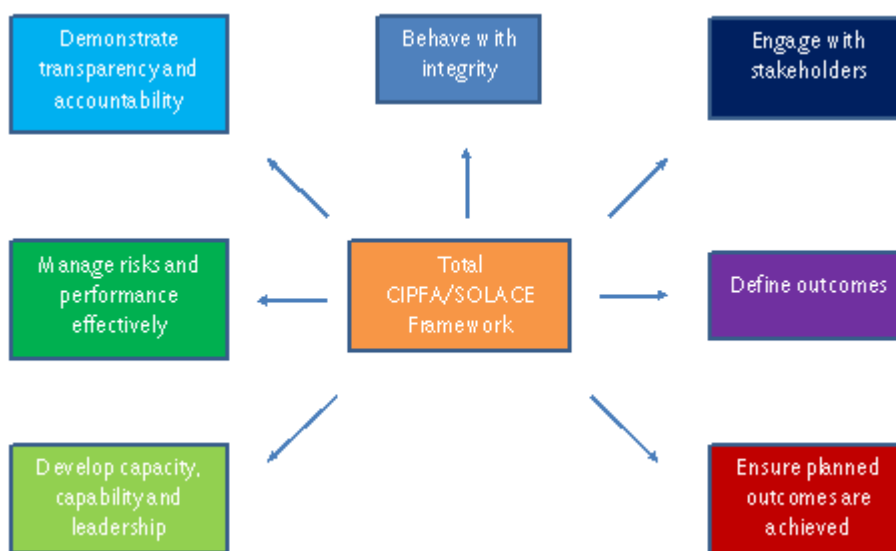 Demonstrate
transparency and
accountability
Behave with
integrity
Engage with
stakeholders
Manage risks and
performance
effectively
Total
CIPFA/SOLACE
Framework
Define outcomes
Develop capacity,
capability and
leadership
Ensure planned
outcomes are
achieved